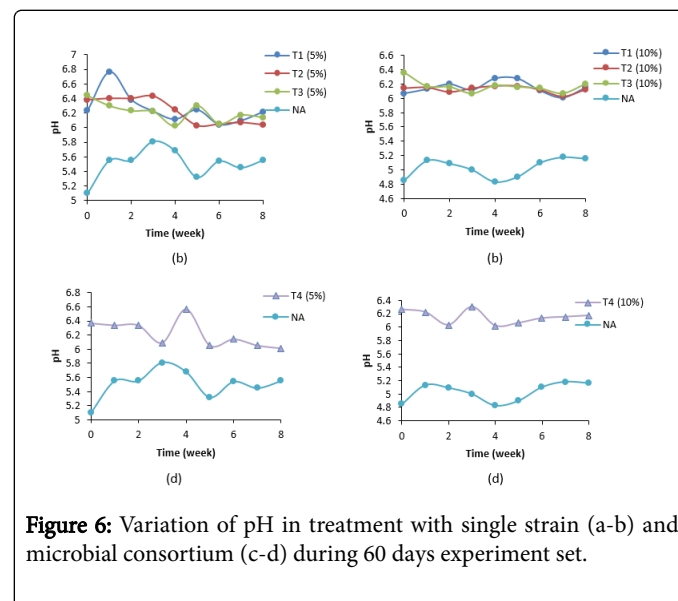 7
6.8
6.6
6.4
6.2
6
5.8
5.6
5.4
5.2
5
pH
0 2 4 6 8
Time (week)
T1 (5%)
T2 (5%)
T3 (5%)
NA
(b)
6.6
6.4
6.2
6
5.8
5.6
5.4
5.2
5
4.8
4.6
pH
0 2 4 6 8
Time (week)
T1 (10%)
T2 (10%)
T3 (10%)
NA
(b)
6.8
6.6
6.4
6.2
6
5.8
5.6
5.4
5.2
5
pH
0 2 4 6 8
Time (week)
T4 (5%)
NA
(d)
6.4
6.2
6
5.8
5.6
5.4
5.2
5
4.8
4.6
pH
0 2 4 6 8
Time (week)
T4 (10%)
NA
(d)
Figure 6: Variation of pH in treatment with single strain (a-b) and
microbial consortium (c-d) during 60 days experiment set.